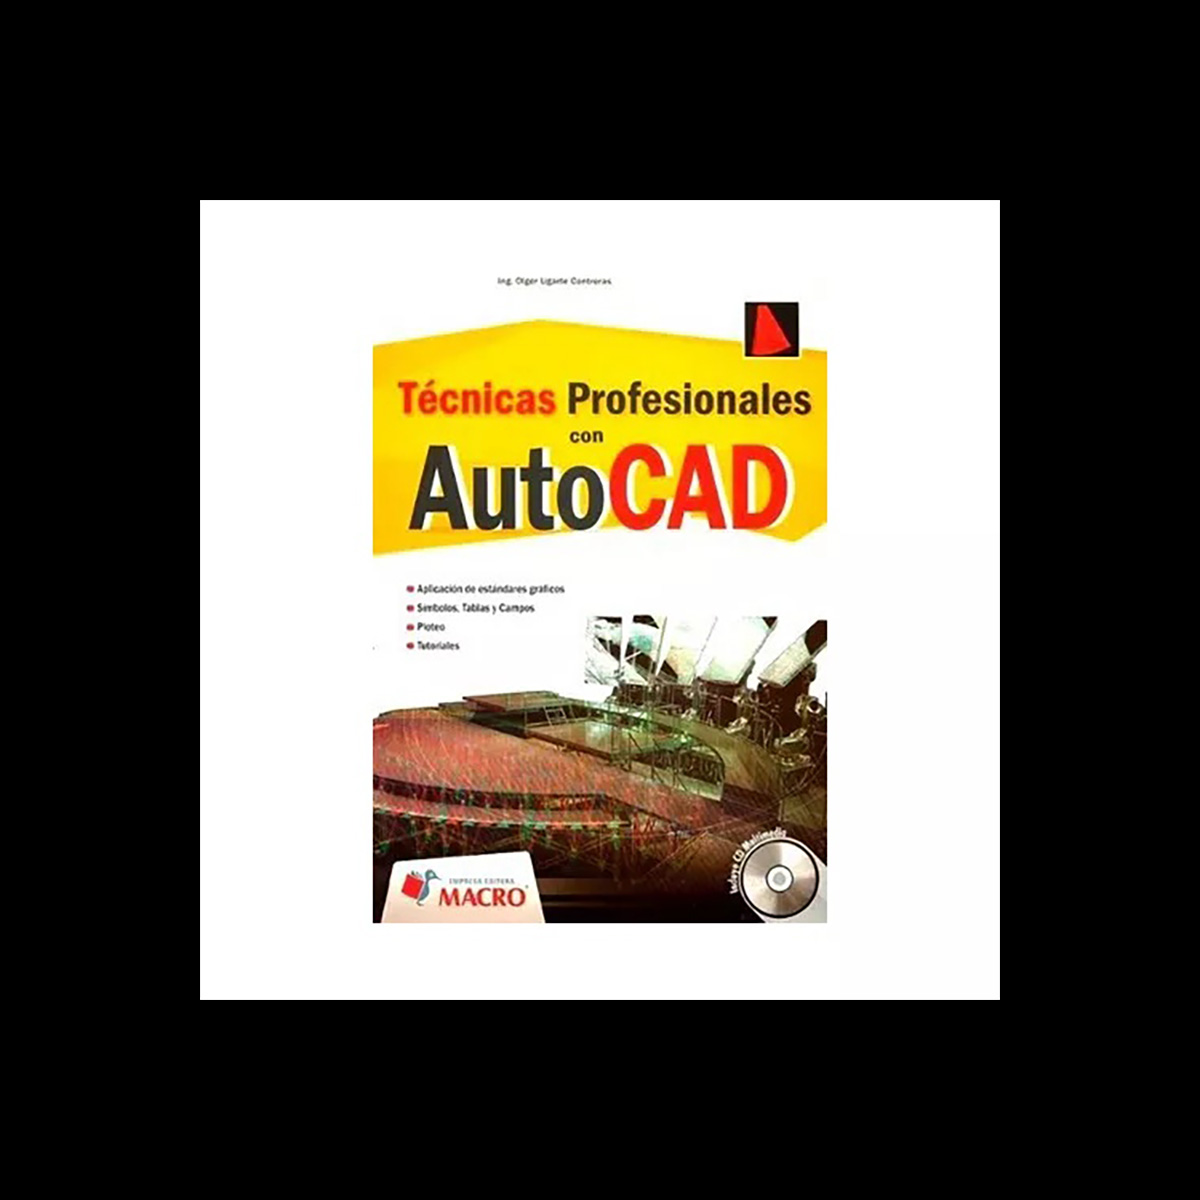 Ing. Olger Ugarte Contreras
Técnicas Profesionales
con
AutoCAD
Aplicación de estándares gráficos
Símbolos, Tablas y Campos
Ploteo
Tutoriales
Incluye CD Multimedia
EMPRESA EDITORA
MACRO®